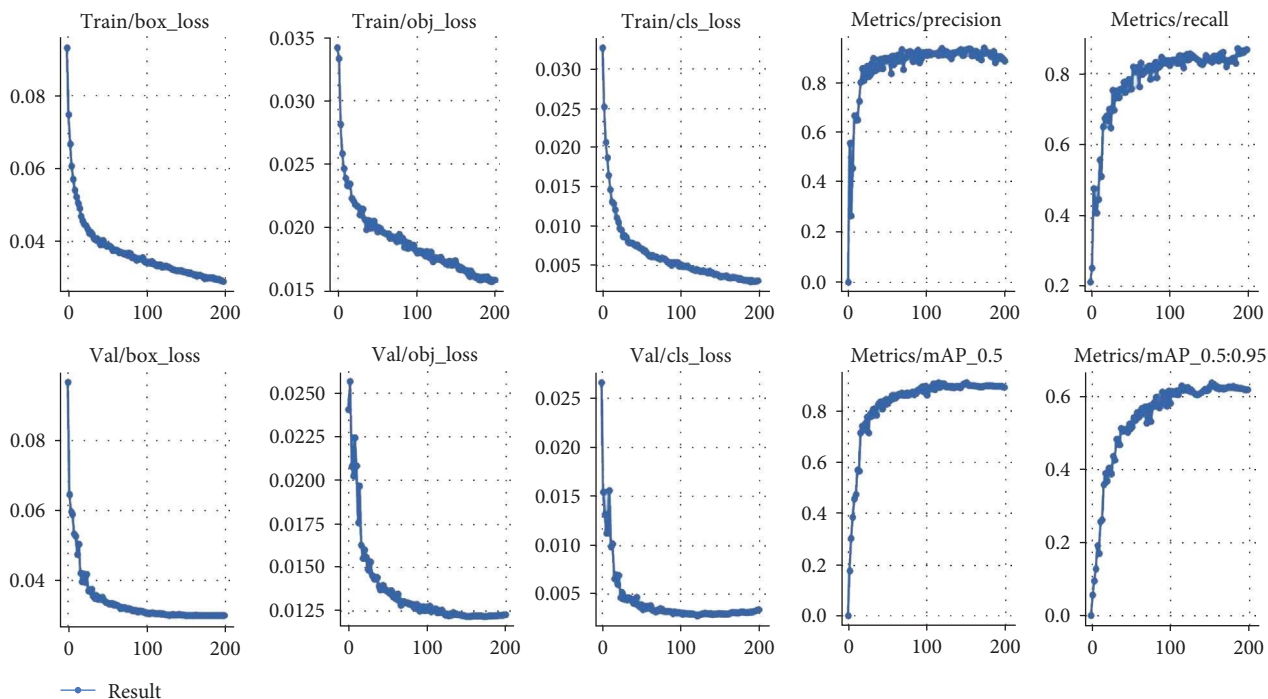 Train/box_loss
0.08
0.06
0.04
0 100 200
Train/obj_loss
0.035
0.030
0.025
0.020
0.015
0 100 200
Train/cls_loss
0.030
0.025
0.020
0.015
0.010
0.005
0 100 200
Metrics/precision
0.8
0.6
0.4
0.2
0.0
0 100 200
Metrics/recall
0.8
0.6
0.4
0.2
0 100 200
Val/box_loss
0.08
0.06
0.04
0 100 200
Val/obj_loss
0.0250
0.0225
0.0200
0.0175
0.0150
0.0125
0 100 200
Val/cls_loss
0.025
0.020
0.015
0.010
0.005
0 100 200
Metrics/mAP_0.5
0.8
0.6
0.4
0.2
0.0
0 100 200
Metrics/mAP_0.5:0.95
0.6
0.4
0.2
0.0
0 100 200
Result